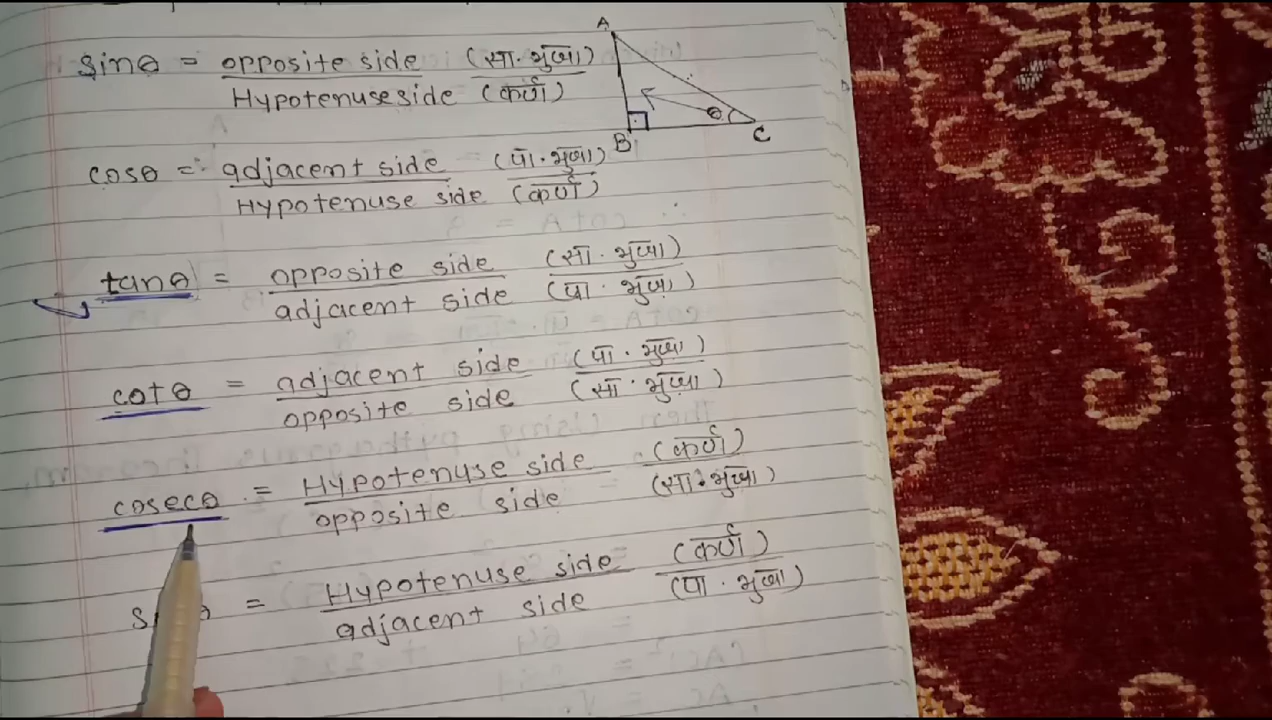 sinθ = opposite side (सा. भुजा)
Hypotenuse side (कर्ण)
A
B
C
θ
cosθ = adjacent side = (पा. भुजा)
Hypotenuse side (कर्ण)
tanθ = opposite side (सा. भुजा)
adjacent side (पा. भुजा)
cotθ = adjacent side (पा. भुजा)
opposite side (सा. भुजा)
cosecθ = Hypotenuse side (कर्ण)
opposite side (सा. भुजा)
θ = Hypotenuse side (कर्ण)
adjacent side (पा. भुजा)